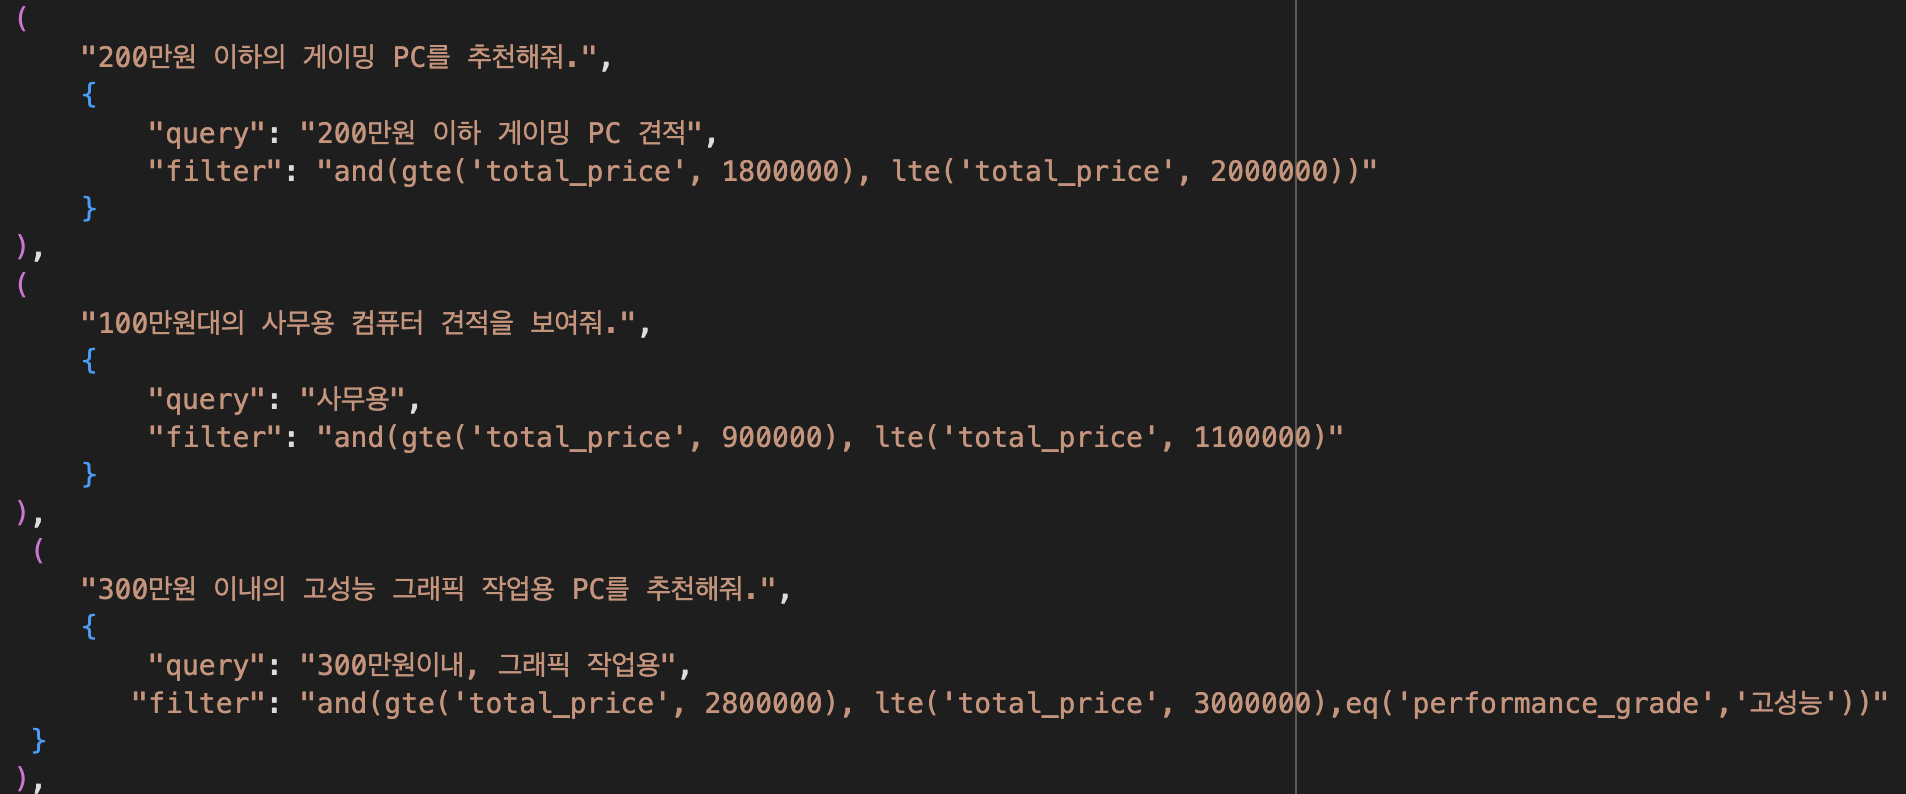 (
"200만원 이하의 게이밍 PC를 추천해줘.",
{
"query": "200만원 이하 게이밍 PC 견적",
"filter": "and(gte('total_price', 1800000), lte('total_price', 2000000))"
}
),
(
"100만원대의 사무용 컴퓨터 견적을 보여줘.",
{
"query": "사무용",
"filter": "and(gte('total_price', 900000), lte('total_price', 1100000)"
}
),
(
"300만원 이내의 고성능 그래픽 작업용 PC를 추천해줘.",
{
"query": "300만원이내, 그래픽 작업용",
"filter": "and(gte('total_price', 2800000), lte('total_price', 3000000),eq('performance_grade','고성능'))"
}
),